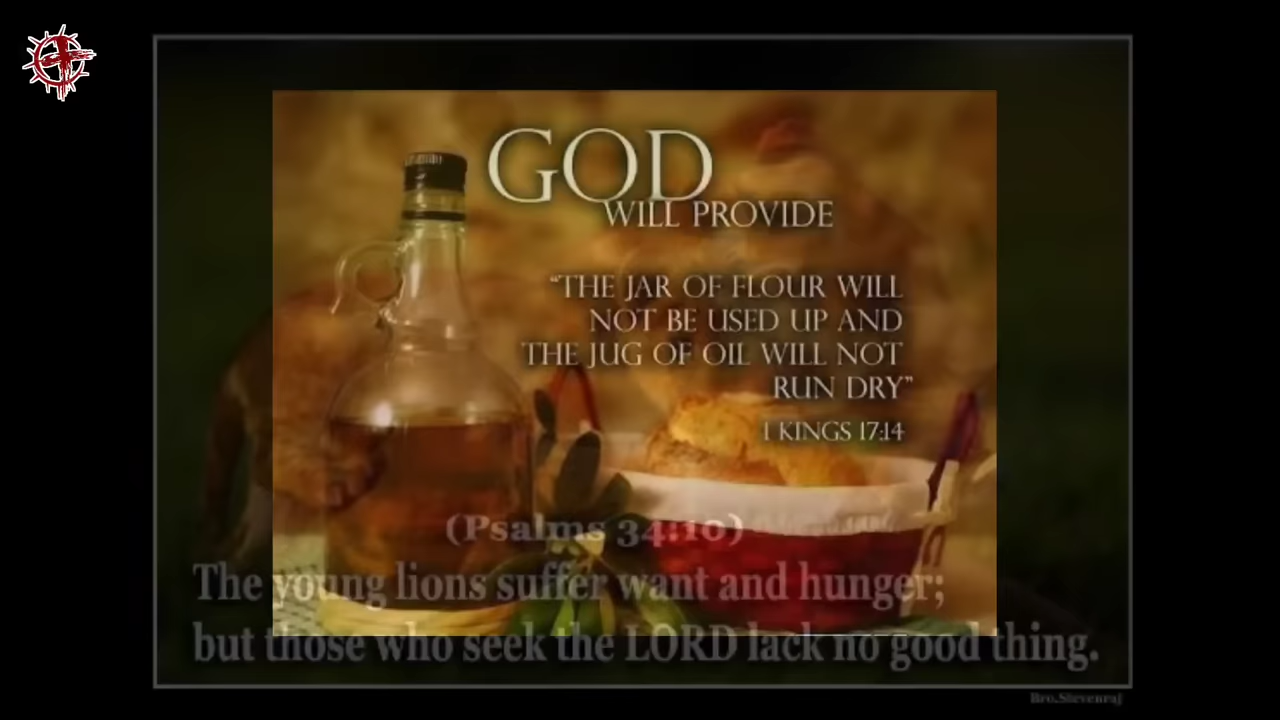 GOD
WILL PROVIDE
“THE JAR OF FLOUR WILL
NOT BE USED UP AND
THE JUG OF OIL WILL NOT
RUN DRY”
1 KINGS 17:14
(Psalms 34:10)
The young lions suffer want and hunger;
but those who seek the LORD lack no good thing.
Bro.Stevenraj